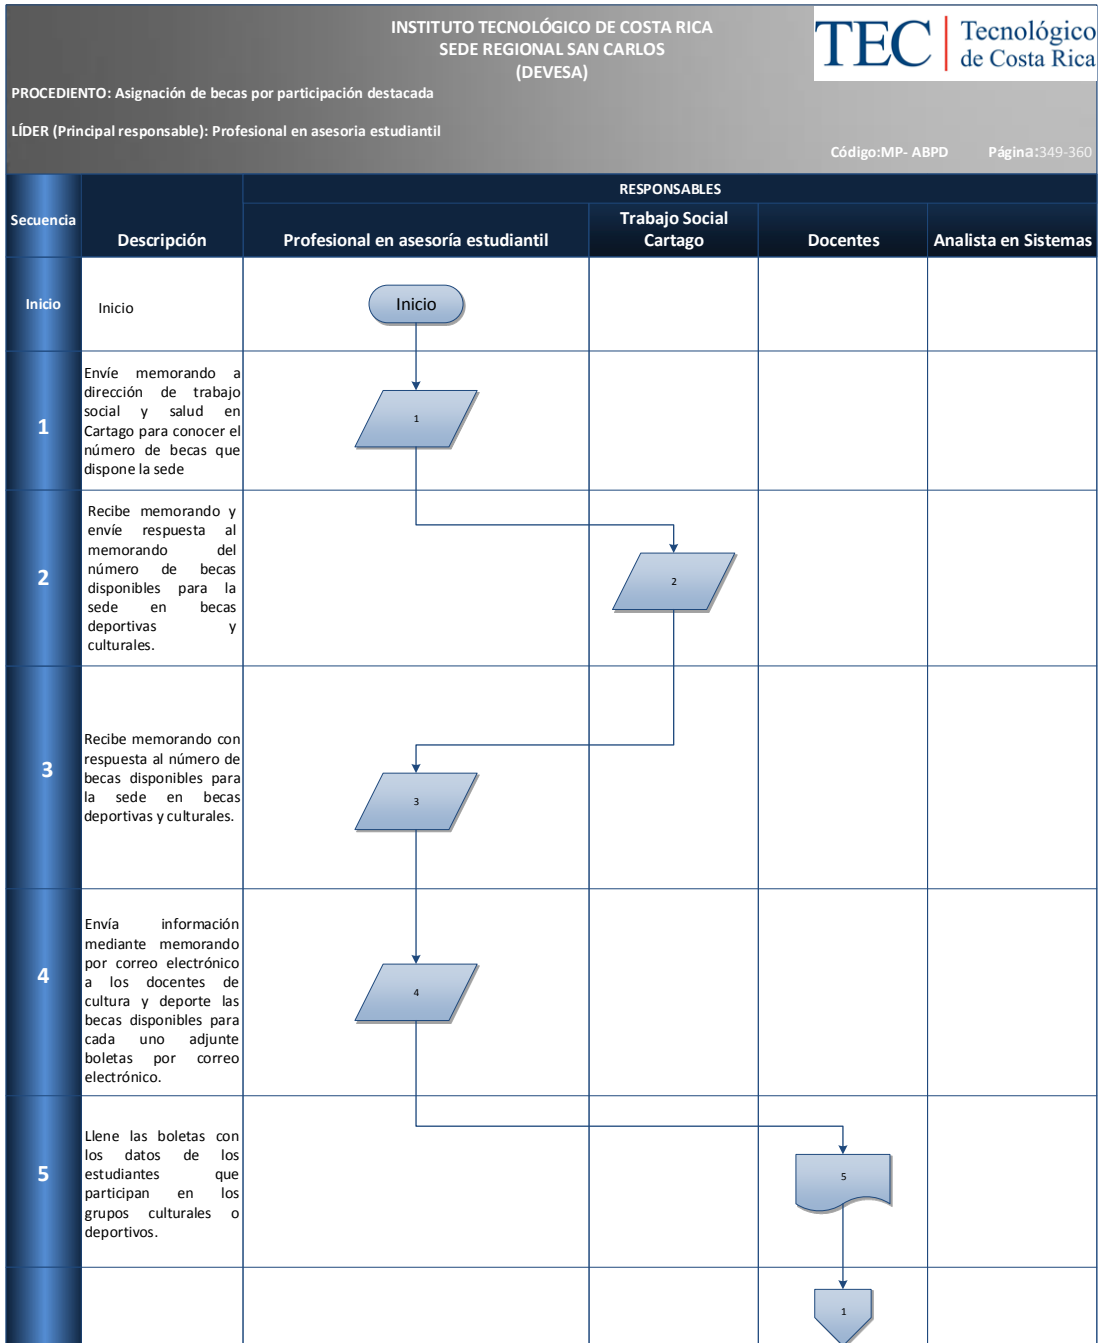 INSTITUTO TECNOLÓGICO DE COSTA RICA
SEDE REGIONAL SAN CARLOS
(DEVESA)
TEC Tecnológico
de Costa Rica
PROCEDIENTO: Asignación de becas por participación destacada
LÍDER (Principal responsable): Profesional en asesoria estudiantil
Código:MP- ABPD Página:349-360
RESPONSABLES
Secuencia
Descripción
Profesional en asesoría estudiantil
Trabajo Social
Cartago
Docentes
Analista en Sistemas
Inicio
Inicio
Inicio
1
Envíe memorando a
dirección de trabajo
social y salud en
Cartago para conocer el
número de becas que
dispone la sede
1
2
Recibe memorando y
envíe respuesta al
memorando del
número de becas
disponibles para la
sede en becas
deportivas y
culturales.
2
3
Recibe memorando con
respuesta al número de
becas disponibles para
la sede en becas
deportivas y culturales.
3
4
Envía información
mediante memorando
por correo electrónico
a los docentes de
cultura y deporte las
becas disponibles para
cada uno adjunte
boletas por correo
electrónico.
4
5
Llene las boletas con
los datos de los
estudiantes que
participan en los
grupos culturales o
deportivos.
5
1